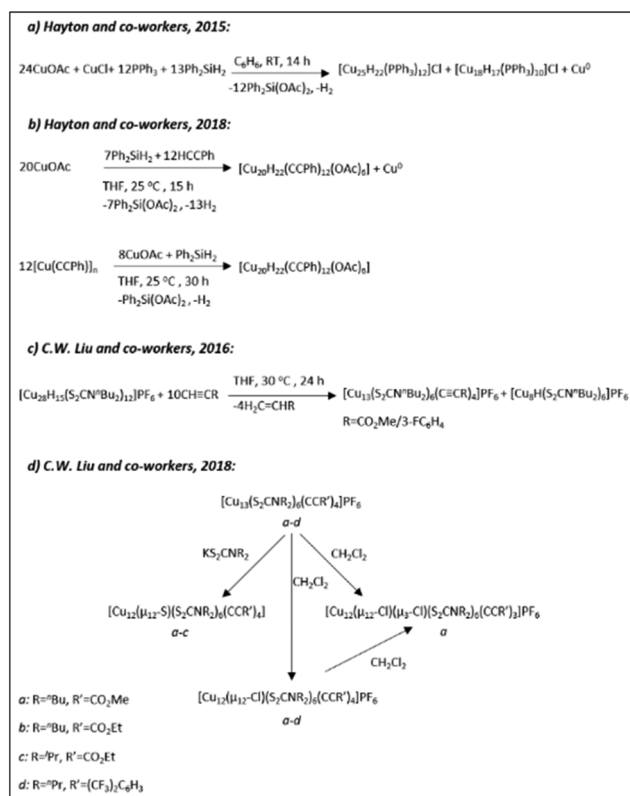 a) Hayton and co-workers, 2015:
24CuOAc + CuCl+ 12PPh₃ + 13Ph₂SiH₂
C₆H₆, RT, 14 h
-12Ph₂Si(OAc)₂,-H₂
[Cu₂₅H₂₂(PPh₃)₁₂]Cl + [Cu₁₈H₁₇(PPh₃)₁₀]Cl + Cu⁰
b) Hayton and co-workers, 2018:
20CuOAc
7Ph₂SiH₂ + 12HCCPh
THF, 25 °C , 15 h
-7Ph₂Si(OAc)₂ ,-13H₂
[Cu₂₀H₂₂(CCPh)₁₂(OAc)₆] + Cu⁰
12[Cu(CCPh)]ₙ
8CuOAc + Ph₂SiH₂
THF, 25 °C , 30 h
-Ph₂Si(OAc)₂ ,-H₂
[Cu₂₀H₂₂(CCPh)₁₂(OAc)₆]
c) C.W. Liu and co-workers, 2016:
[Cu₂₈H₁₅(S₂CNⁿBu₂)₁₂]PF₆ + 10CH≡CR
THF, 30 °C , 24 h
-4H₂C=CHR
[Cu₁₃(S₂CNⁿBu₂)₆(C≡CR)₄]PF₆ + [Cu₈H(S₂CNⁿBu₂)₆]PF₆
R=CO₂Me/3-FC₆H₄
d) C.W. Liu and co-workers, 2018:
[Cu₁₃(S₂CNR₂)₆(CCR')₄]PF₆
a-d
KS₂CNR₂
CH₂Cl₂
CH₂Cl₂
[Cu₁₂(μ₁₂-S)(S₂CNR₂)₆(CCR')₄]
a-c
[Cu₁₂(μ₁₂-Cl)(μ₃-Cl)(S₂CNR₂)₆(CCR')₃]PF₆
a
CH₂Cl₂
[Cu₁₂(μ₁₂-Cl)(S₂CNR₂)₆(CCR')₄]PF₆
a-d
a: R=ⁿBu, R'=CO₂Me
b: R=ⁿBu, R'=CO₂Et
c: R=ⁱPr, R'=CO₂Et
d: R=ⁿPr, R'=(CF₃)₂C₆H₃